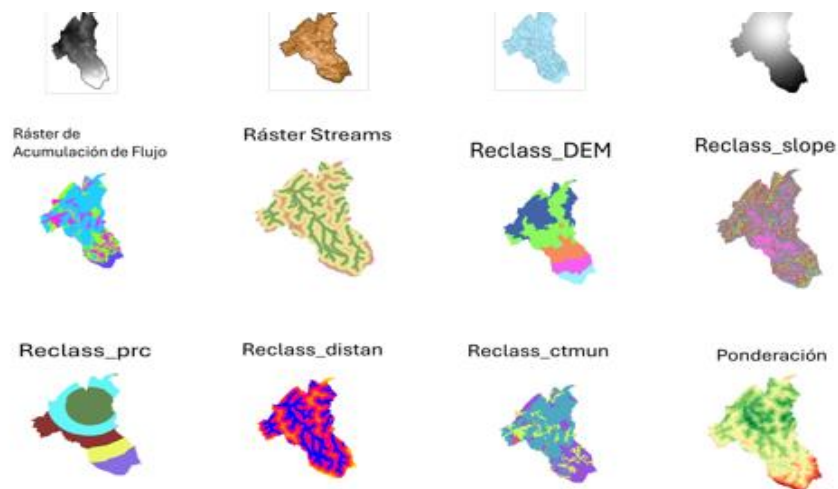 Ráster de
Acumulación de Flujo
Ráster Streams
Reclass_DEM
Reclass_slope
Reclass_prc
Reclass_distan
Reclass_ctmun
Ponderación